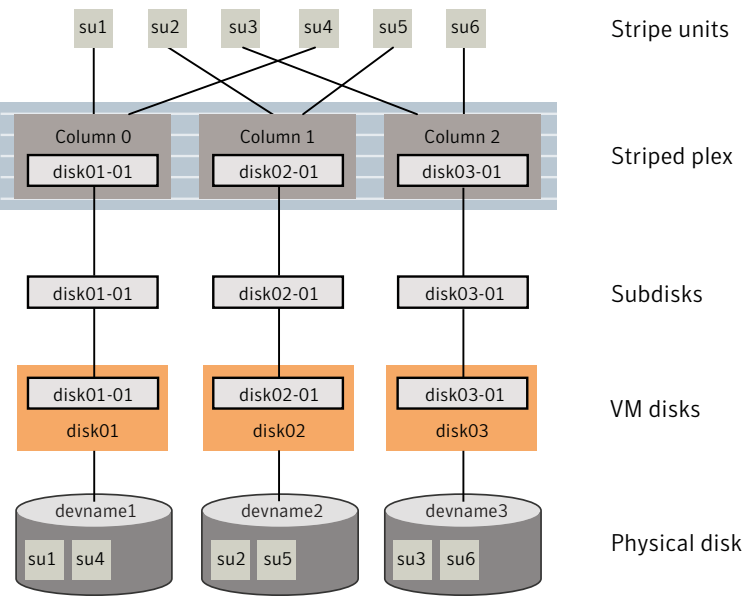 su1 su2 su3 su4 su5 su6 Stripe units
Column 0 Column 1 Column 2
disk01-01 disk02-01 disk03-01 Striped plex
disk01-01 disk02-01 disk03-01 Subdisks
disk01-01 disk02-01 disk03-01 VM disks
disk01 disk02 disk03
devname1 devname2 devname3
su1 su4 su2 su5 su3 su6 Physical disk